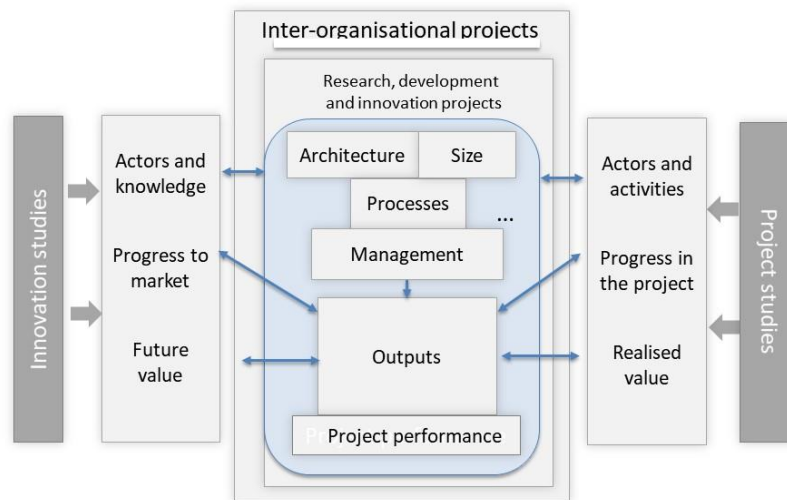 Inter-organisational projects
Research, development
and innovation projects
Innovation studies
Actors and
knowledge
Progress to
market
Future
value
Architecture
Size
Processes
...
Management
Outputs
Project performance
Actors and
activities
Progress in
the project
Realised
value
Project studies